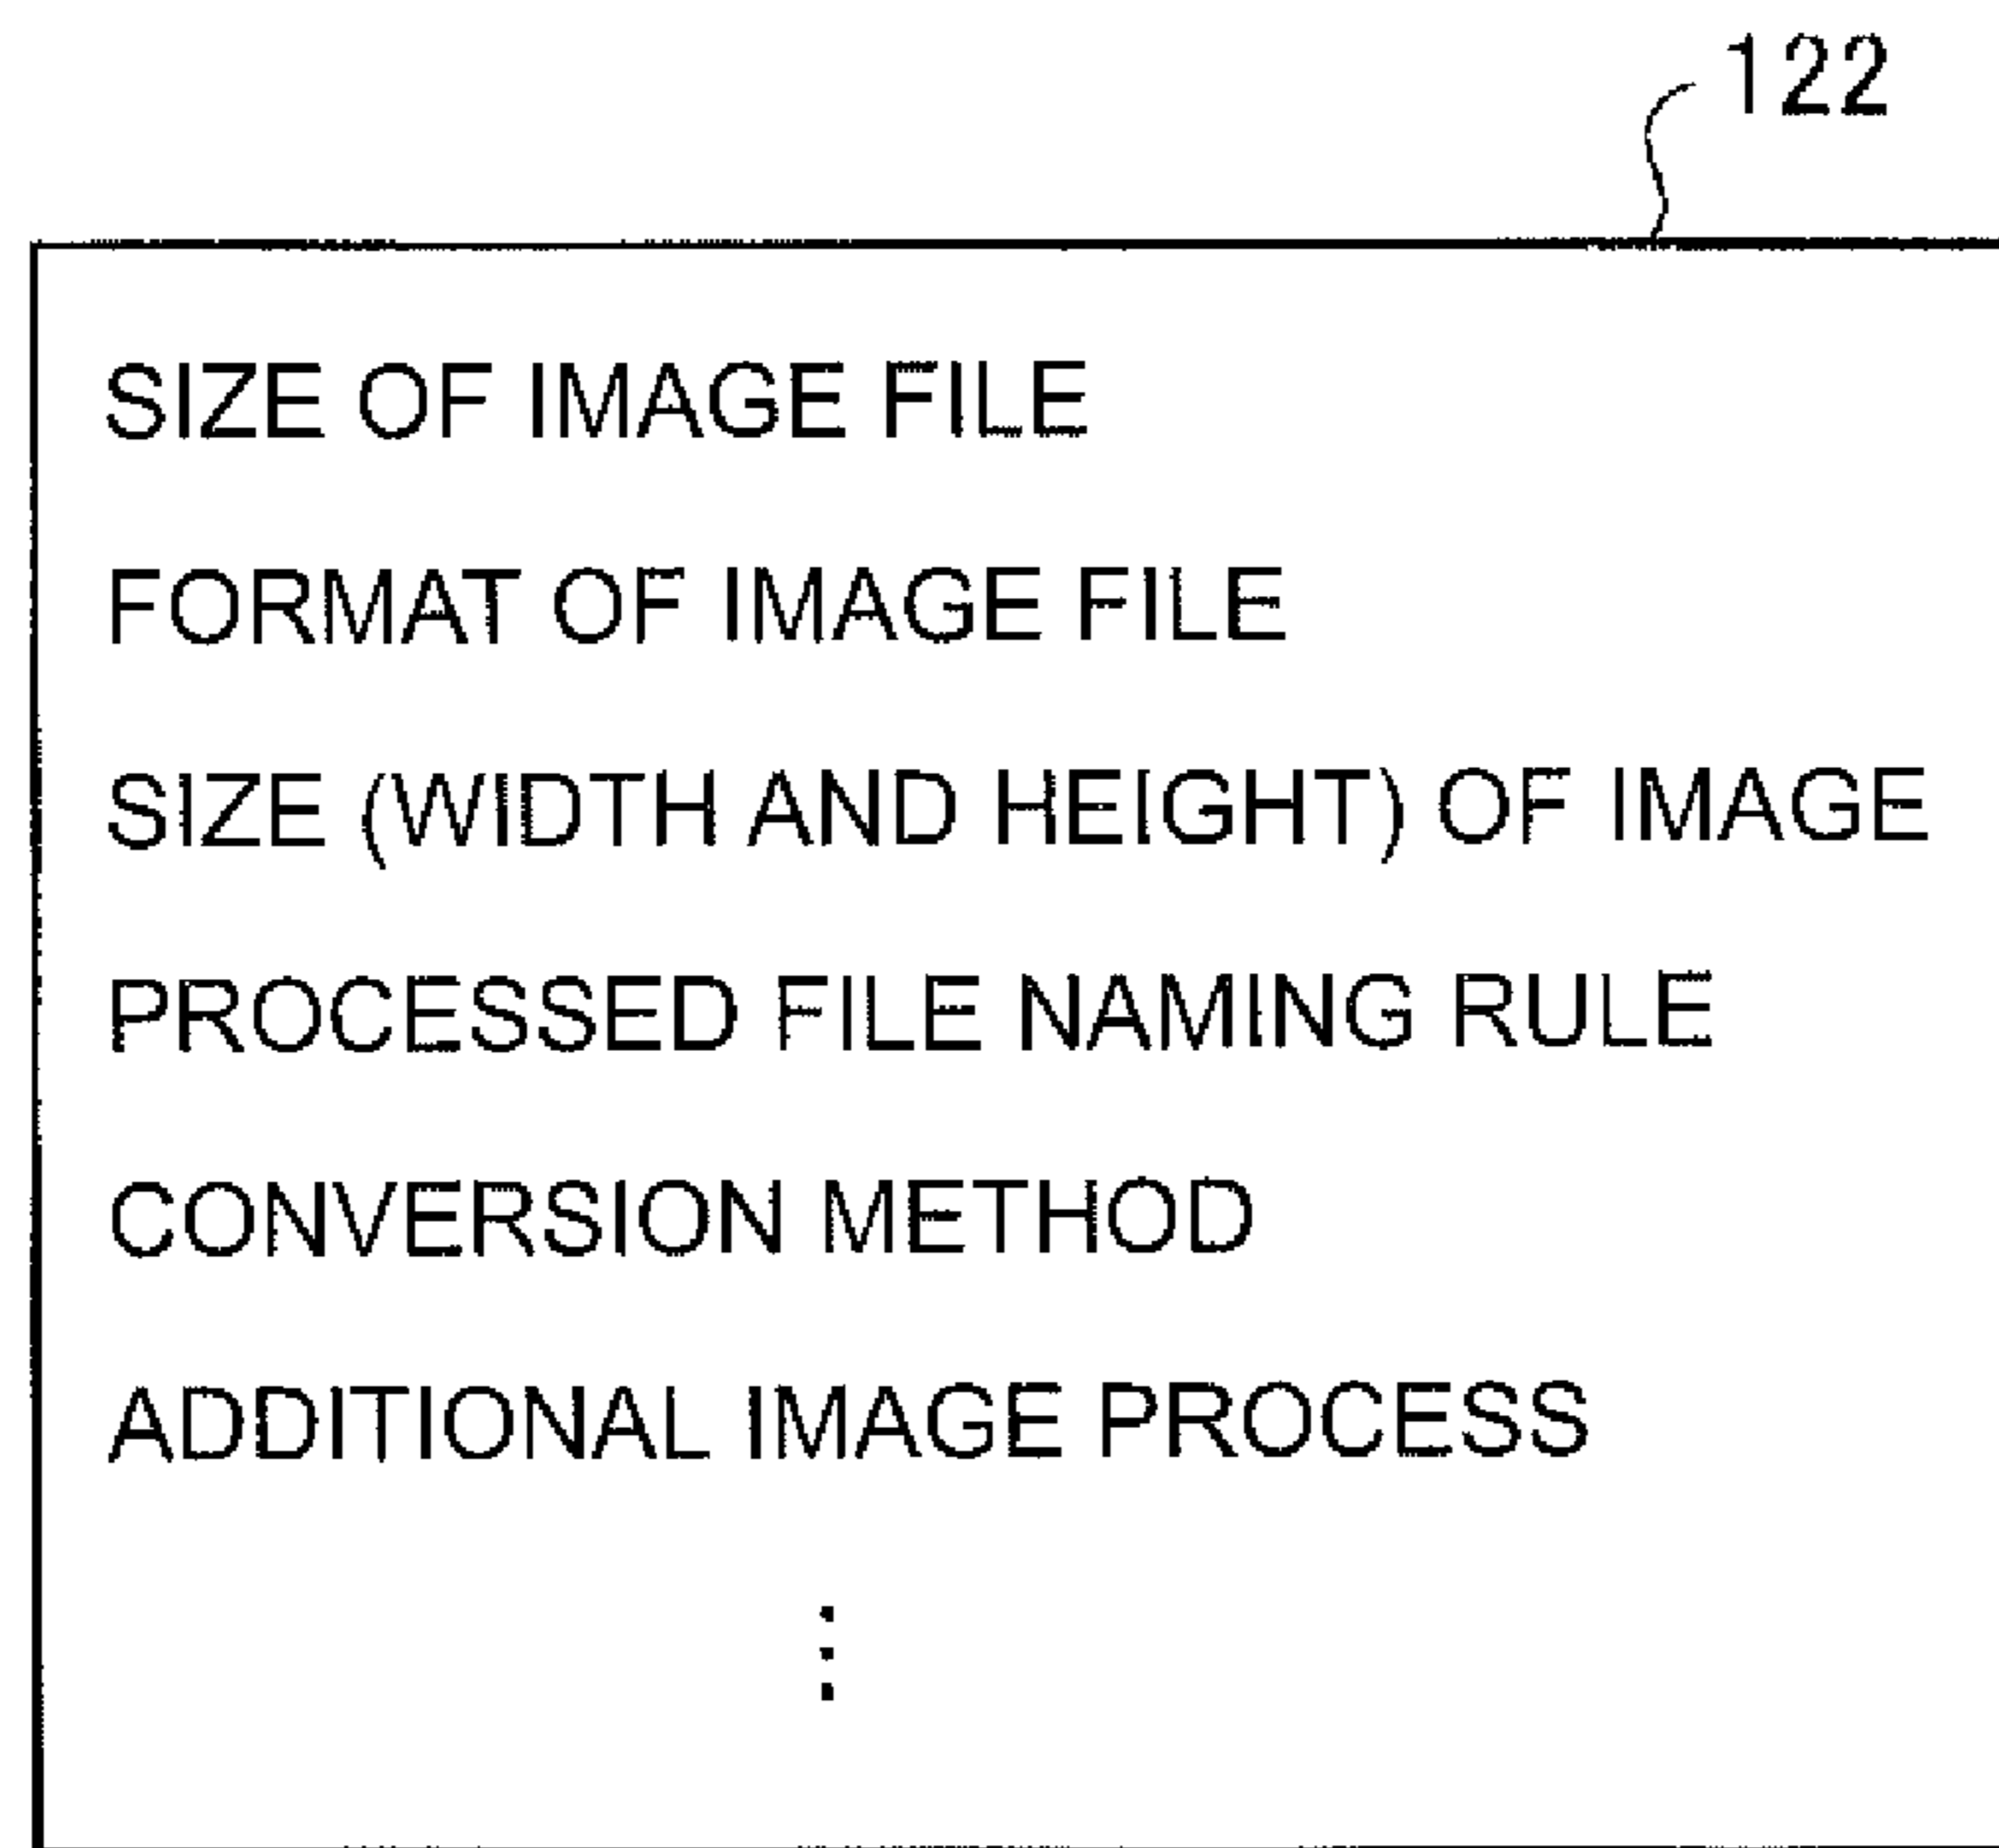 122
SIZE OF IMAGE FILE
FORMAT OF IMAGE FILE
SIZE (WIDTH AND HEIGHT) OF IMAGE
PROCESSED FILE NAMING RULE
CONVERSION METHOD
ADDITIONAL IMAGE PROCESS
⋮